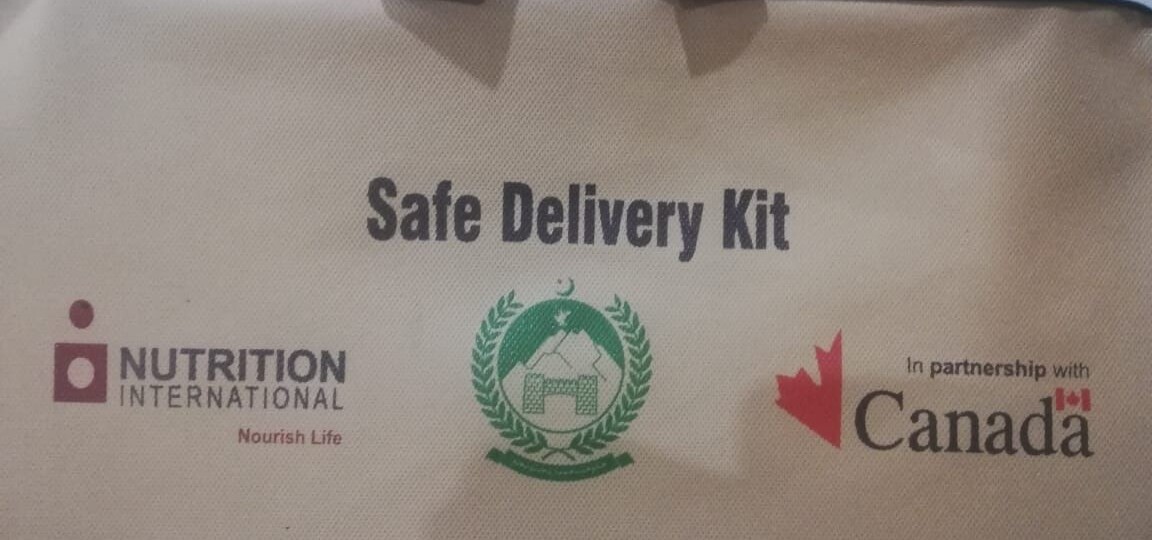 Safe Delivery Kit
NUTRITION
INTERNATIONAL
Nourish Life
In partnership with
Canada